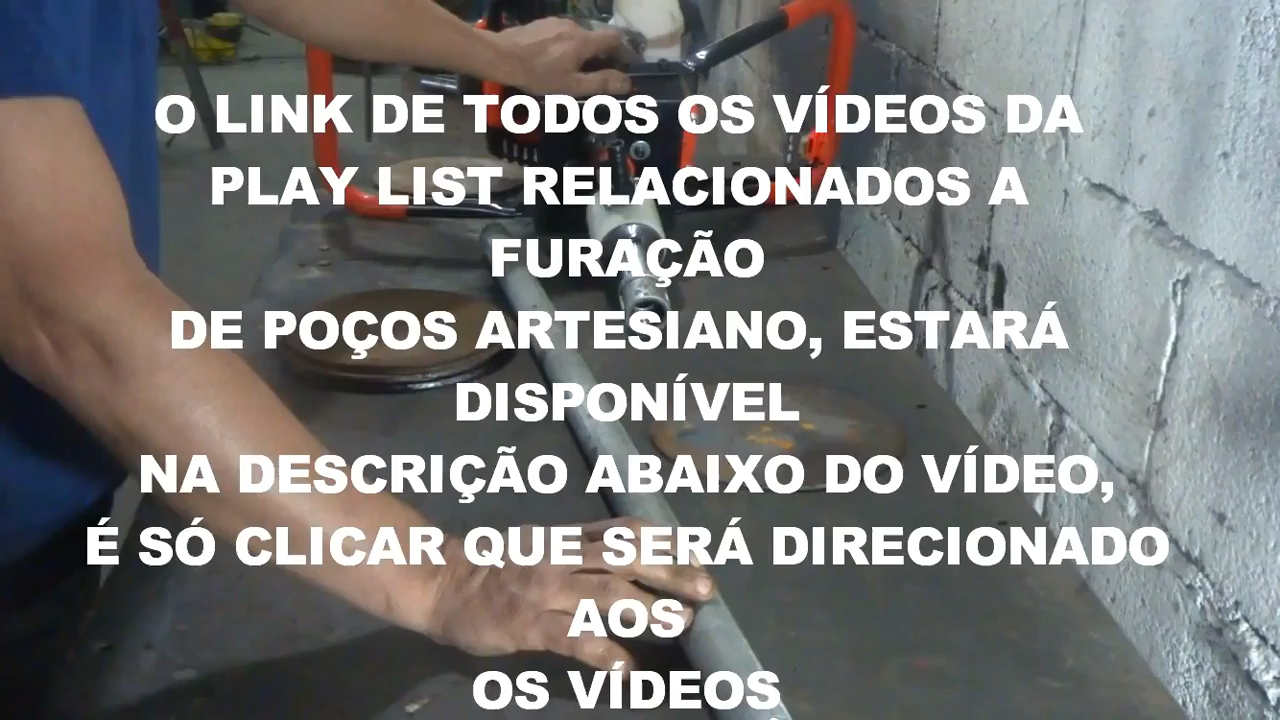 O LINK DE TODOS OS VÍDEOS DA
PLAY LIST RELACIONADOS A
FURAÇÃO
DE POÇOS ARTESIANO, ESTARÁ
DISPONÍVEL
NA DESCRIÇÃO ABAIXO DO VÍDEO,
É SÓ CLICAR QUE SERÁ DIRECIONADO
AOS
OS VÍDEOS